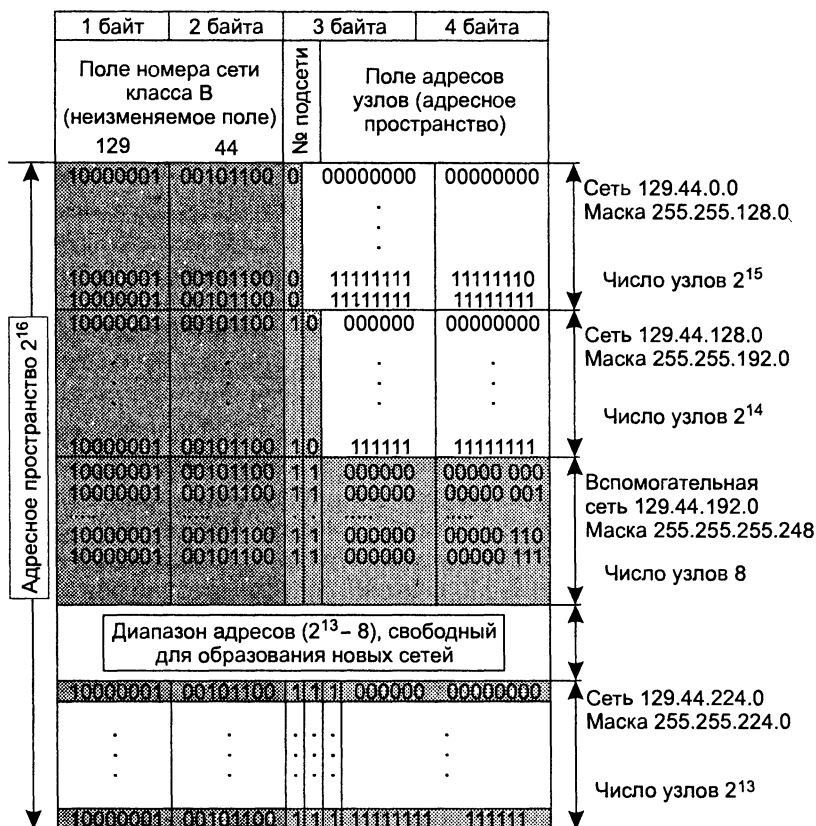 1 байт 2 байта 3 байта 4 байта
Поле номера сети
класса В
(неизменяемое поле)
129 44
№ подсети
Поле адресов
узлов (адресное
пространство)
Адресное пространство 2^16
10000001 00101100 0 00000000 00000000
10000001 00101100 0 11111111 11111110
10000001 00101100 0 11111111 11111111
Сеть 129.44.0.0
Маска 255.255.128.0
Число узлов 2^15
10000001 00101100 1 0 000000 00000000
10000001 00101100 1 0 111111 11111111
Сеть 129.44.128.0
Маска 255.255.192.0
Число узлов 2^14
10000001 00101100 1 1 000000 00000 000
10000001 00101100 1 1 000000 00000 001
10000001 00101100 1 1 000000 00000 110
10000001 00101100 1 1 000000 00000 111
Вспомогательная
сеть 129.44.192.0
Маска 255.255.255.248
Число узлов 8
Диапазон адресов (2^13 – 8), свободный
для образования новых сетей
10000001 00101100 1 1 1 000000 00000000
Сеть 129.44.224.0
Маска 255.255.224.0
Число узлов 2^13
10000001 00101100 1 1 1 11111111 111111